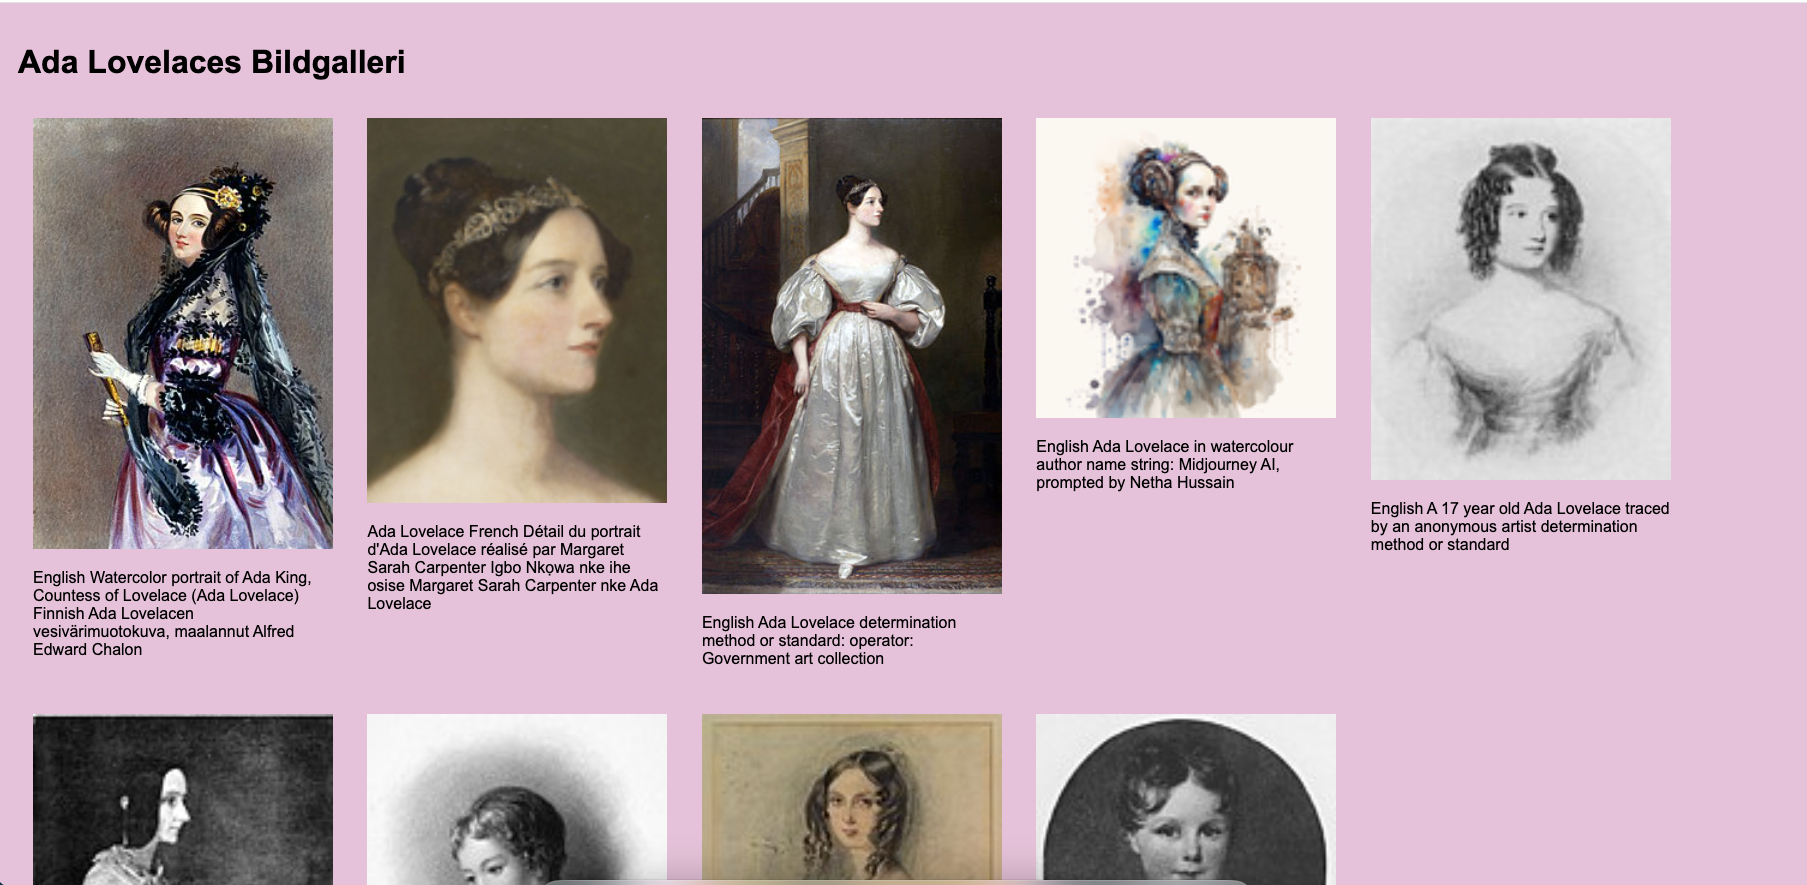 Ada Lovelaces Bildgalleri
English Watercolor portrait of Ada King,
Countess of Lovelace (Ada Lovelace)
Finnish Ada Lovelacen
vesivärimuotokuva, maalannut Alfred
Edward Chalon
Ada Lovelace French Détail du portrait
d'Ada Lovelace réalisé par Margaret
Sarah Carpenter Igbo Nkọwa nke ihe
osise Margaret Sarah Carpenter nke Ada
Lovelace
English Ada Lovelace determination
method or standard: operator:
Government art collection
English Ada Lovelace in watercolour
author name string: Midjourney AI,
prompted by Netha Hussain
English A 17 year old Ada Lovelace traced
by an anonymous artist determination
method or standard